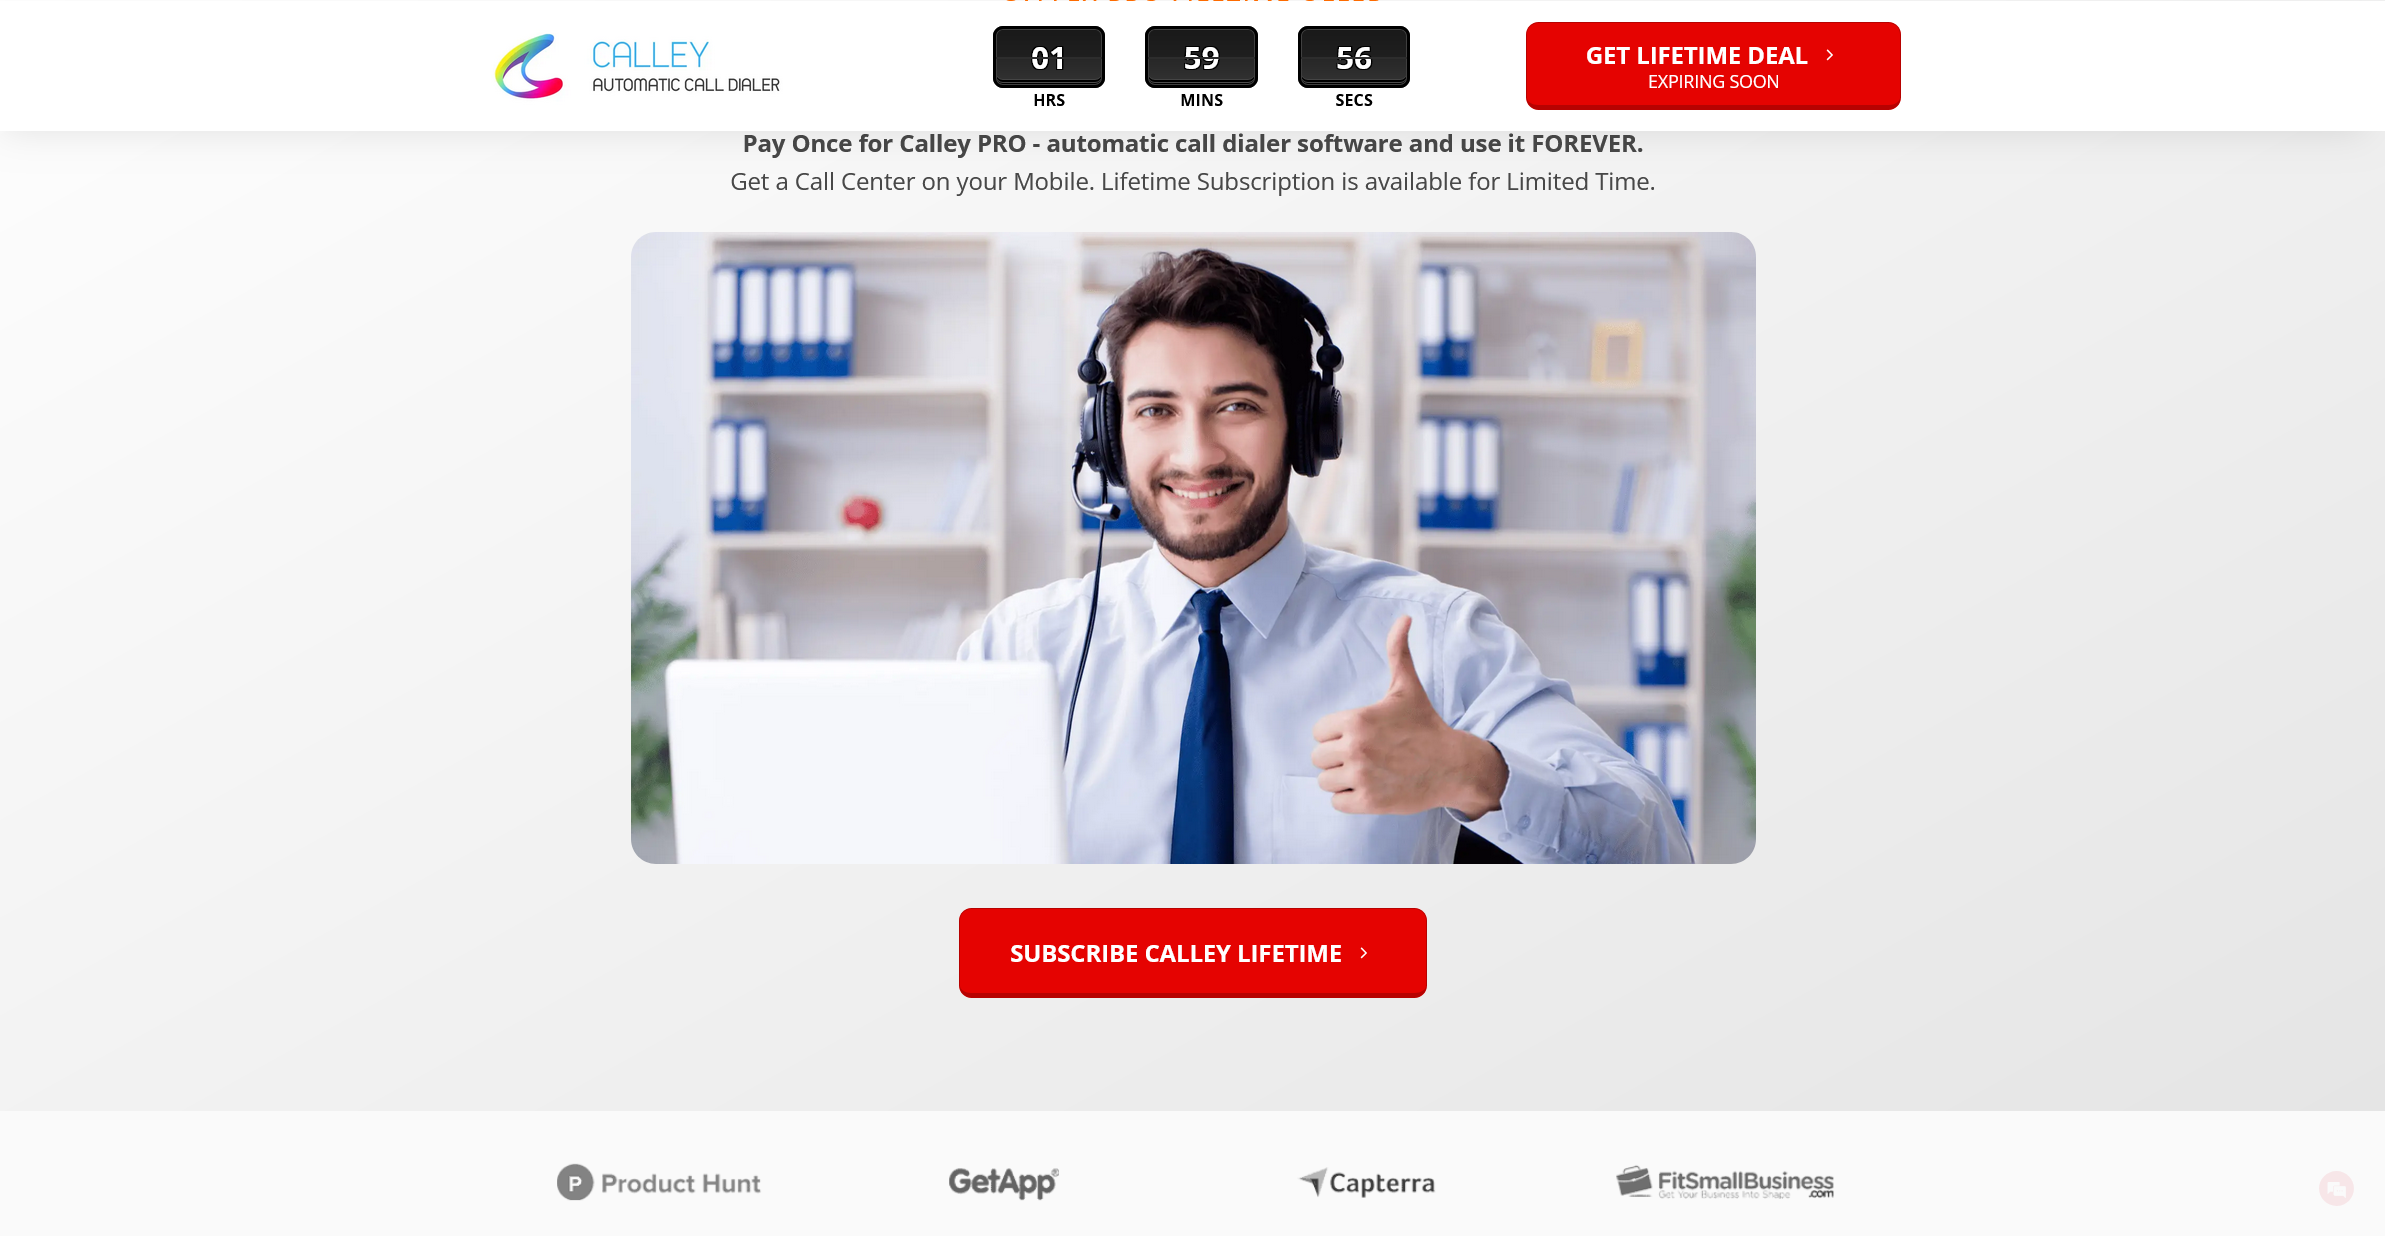 CALLEY
AUTOMATIC CALL DIALER
01
59
56
HRS
MINS
SECS
GET LIFETIME DEAL
EXPIRING SOON
Pay Once for Calley PRO - automatic call dialer software and use it FOREVER.
Get a Call Center on your Mobile. Lifetime Subscription is available for Limited Time.
SUBSCRIBE CALLEY LIFETIME
P Product Hunt
GetApp®
Capterra
FitSmallBusiness
Get Your Business Into Shape .com